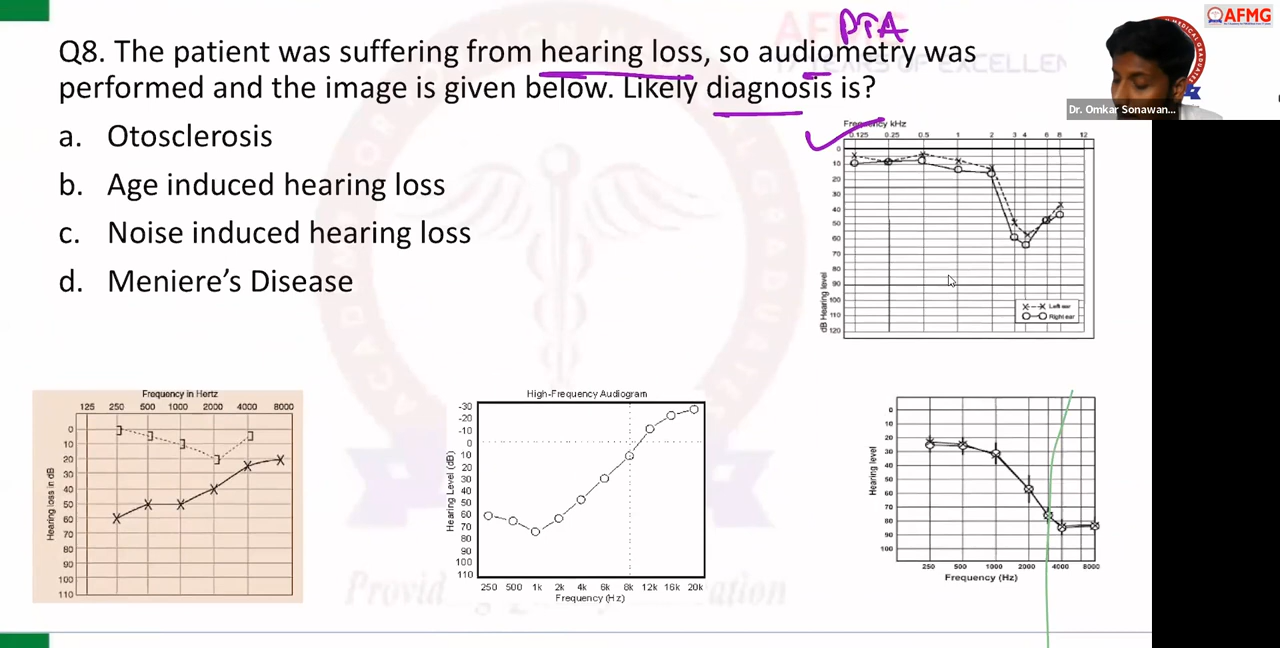 PTA
AFMG
Q8. The patient was suffering from hearing loss, so audiometry was
performed and the image is given below. Likely diagnosis is?
Dr. Omkar Sonawan...
a. Otosclerosis
b. Age induced hearing loss
c. Noise induced hearing loss
d. Meniere's Disease
Frequency kHz
0.125 0.25 0.5 1 2 3 4 6 8 12
0
10
20
30
40
50
60
70
80
90
100
110
120
dB Hearing level
Left ear
Right ear
Frequency in Hertz
125 250 500 1000 2000 4000 8000
0
10
20
30
40
50
60
70
80
90
100
110
Hearing loss in dB
High-Frequency Audiogram
-30
-20
-10
0
10
20
30
40
50
60
70
80
90
100
110
Hearing Level (dB)
250 500 1k 2k 4k 6k 8k 12k 16k 20k
Frequency (Hz)
0
10
20
30
40
50
60
70
80
90
100
Hearing level
250 500 1000 2000 4000 8000
Frequency (Hz)